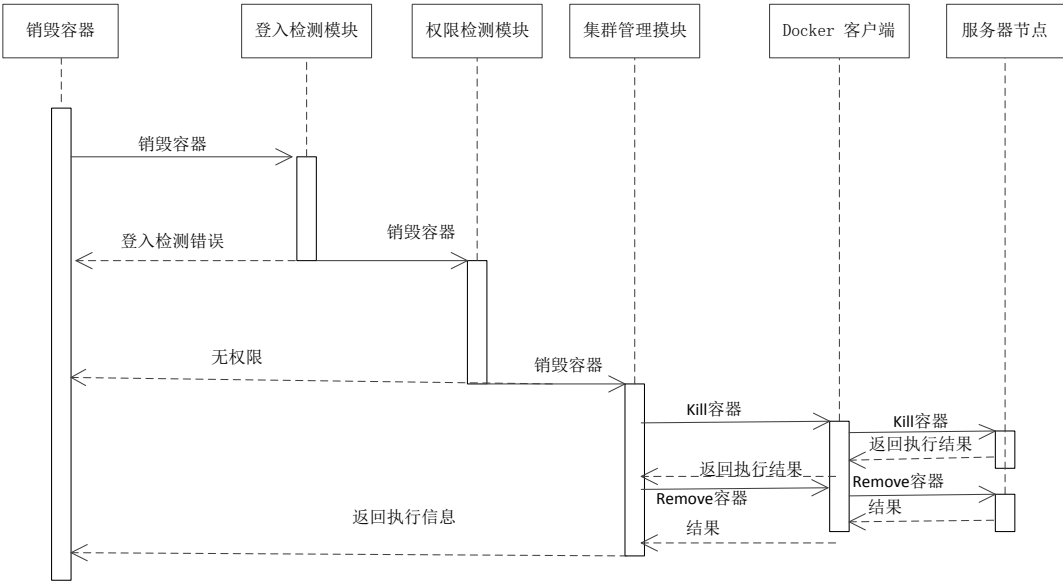 销毁容器
登入检测模块
权限检测模块
集群管理摸块
Docker 客户端
服务器节点
销毁容器
登入检测错误
销毁容器
无权限
销毁容器
Kill容器
Kill容器
返回执行结果
返回执行结果
Remove容器
Remove容器
结果
返回执行信息
结果